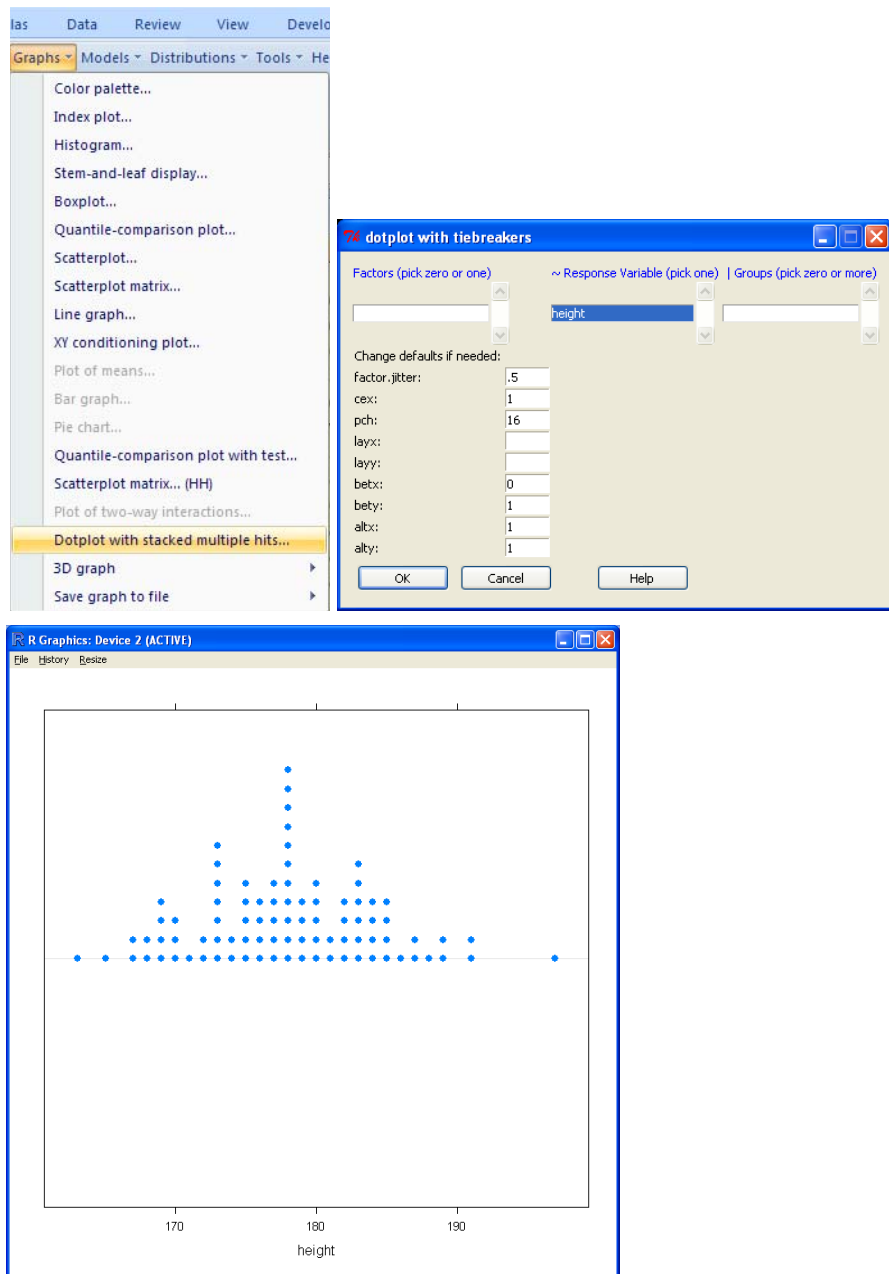 las Data Review View Develo
Graphs Models Distributions Tools He
Color palette...
Index plot...
Histogram...
Stem-and-leaf display...
Boxplot...
Quantile-comparison plot...
Scatterplot...
Scatterplot matrix...
Line graph...
XY conditioning plot...
Plot of means...
Bar graph...
Pie chart...
Quantile-comparison plot with test...
Scatterplot matrix... (HH)
Plot of two-way interactions...
Dotplot with stacked multiple hits...
3D graph
Save graph to file
dotplot with tiebreakers
Factors (pick zero or one) ~ Response Variable (pick one) | Groups (pick zero or more)
height
Change defaults if needed:
factor.jitter: .5
cex: 1
pch: 16
layx:
layy:
betx: 0
bety: 1
altx: 1
alty: 1
OK Cancel Help
R Graphics: Device 2 (ACTIVE)
File History Resize
170 180 190
height